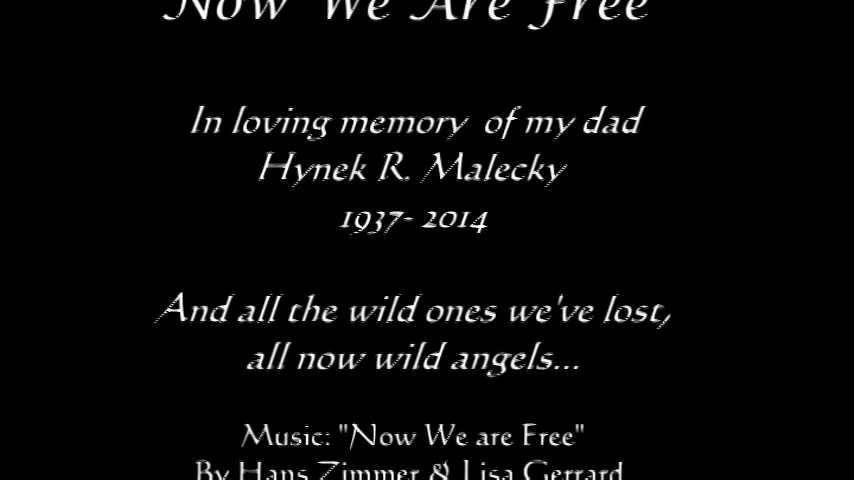 Now We Are Free
In loving memory of my dad
Hynek R. Malecky
1937- 2014
And all the wild ones we've lost,
all now wild angels...
Music: "Now We are Free"
By Hans Zimmer & Lisa Gerrard